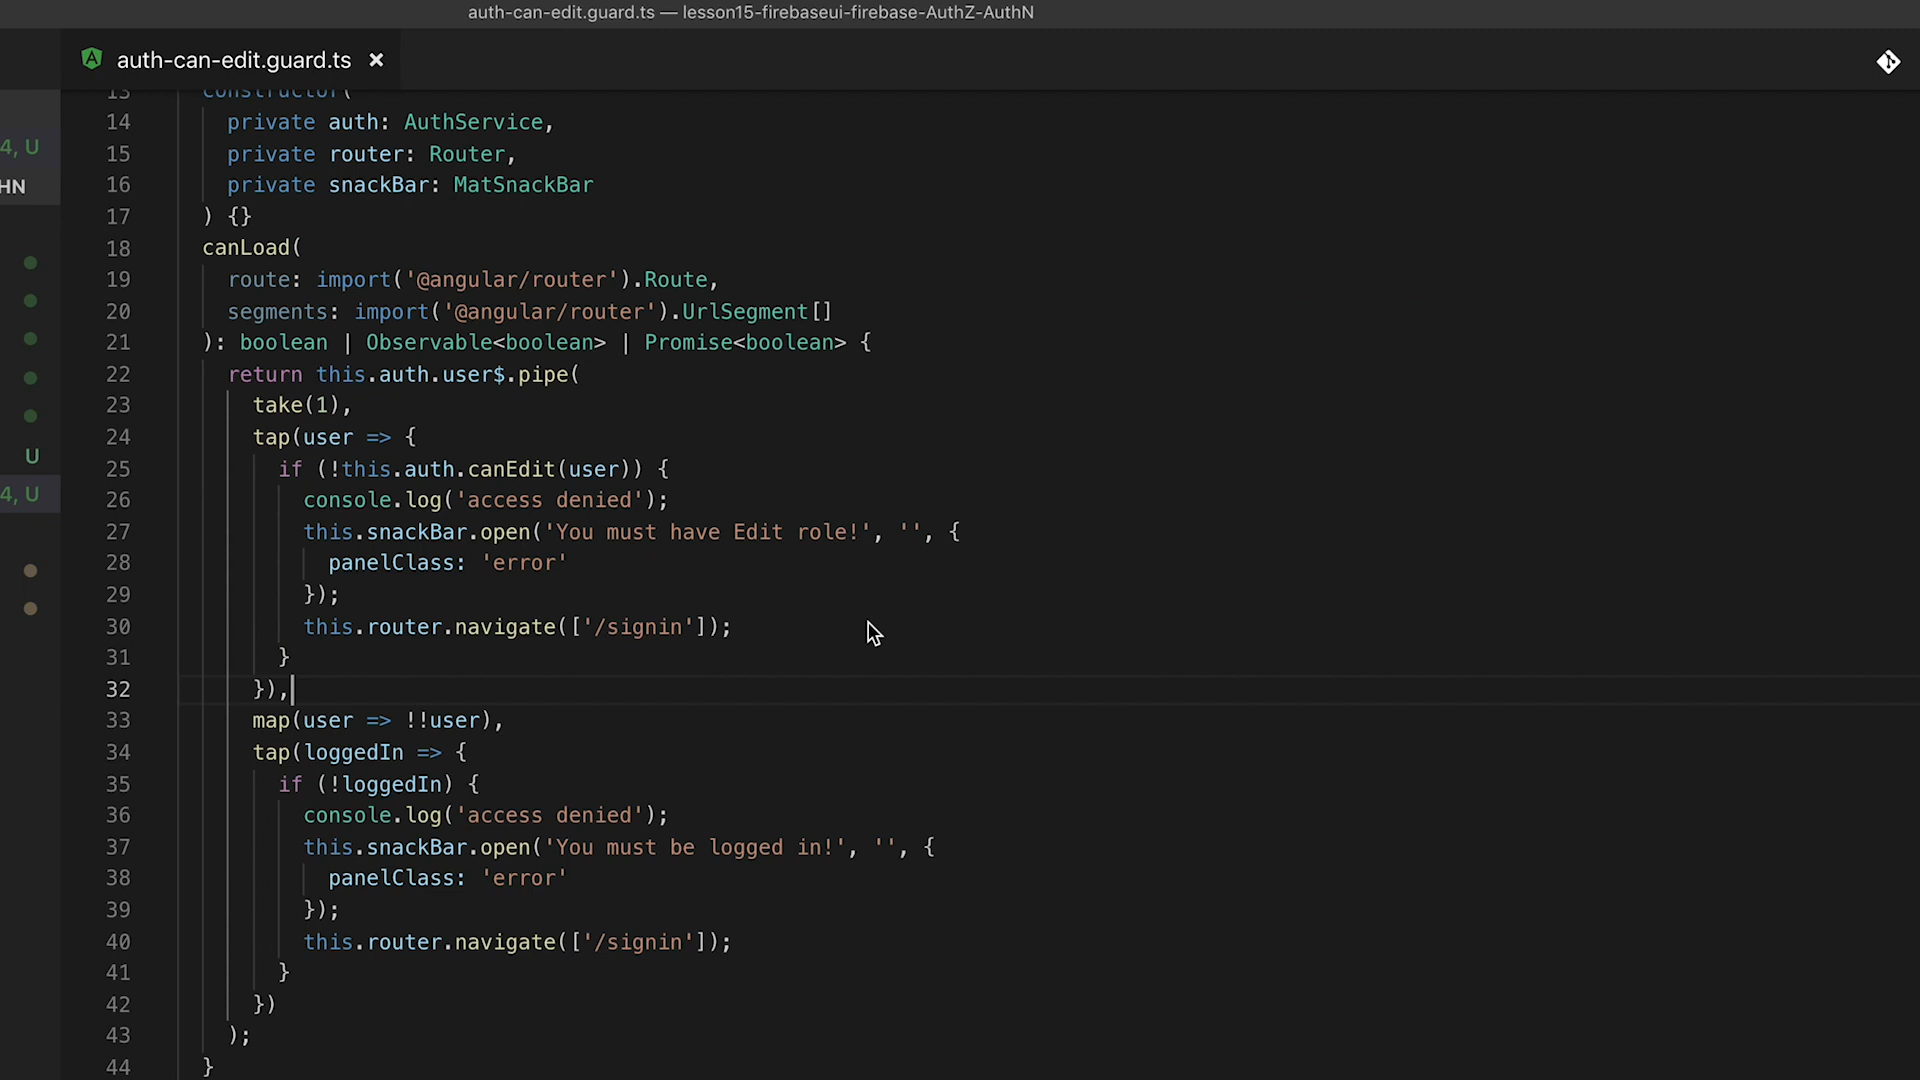 auth-can-edit.guard.ts — lesson15-firebaseui-firebase-AuthZ-AuthN
auth-can-edit.guard.ts ×
4, U
HN
U
4, U
13 constructor(
14 private auth: AuthService,
15 private router: Router,
16 private snackBar: MatSnackBar
17 ) {}
18 canLoad(
19 route: import('@angular/router').Route,
20 segments: import('@angular/router').UrlSegment[]
21 ): boolean | Observable<boolean> | Promise<boolean> {
22 return this.auth.user$.pipe(
23 take(1),
24 tap(user => {
25 if (!this.auth.canEdit(user)) {
26 console.log('access denied');
27 this.snackBar.open('You must have Edit role!', '', {
28 panelClass: 'error'
29 });
30 this.router.navigate(['/signin']);
31 }
32 }),
33 map(user => !!user),
34 tap(loggedIn => {
35 if (!loggedIn) {
36 console.log('access denied');
37 this.snackBar.open('You must be logged in!', '', {
38 panelClass: 'error'
39 });
40 this.router.navigate(['/signin']);
41 }
42 })
43 );
44 }